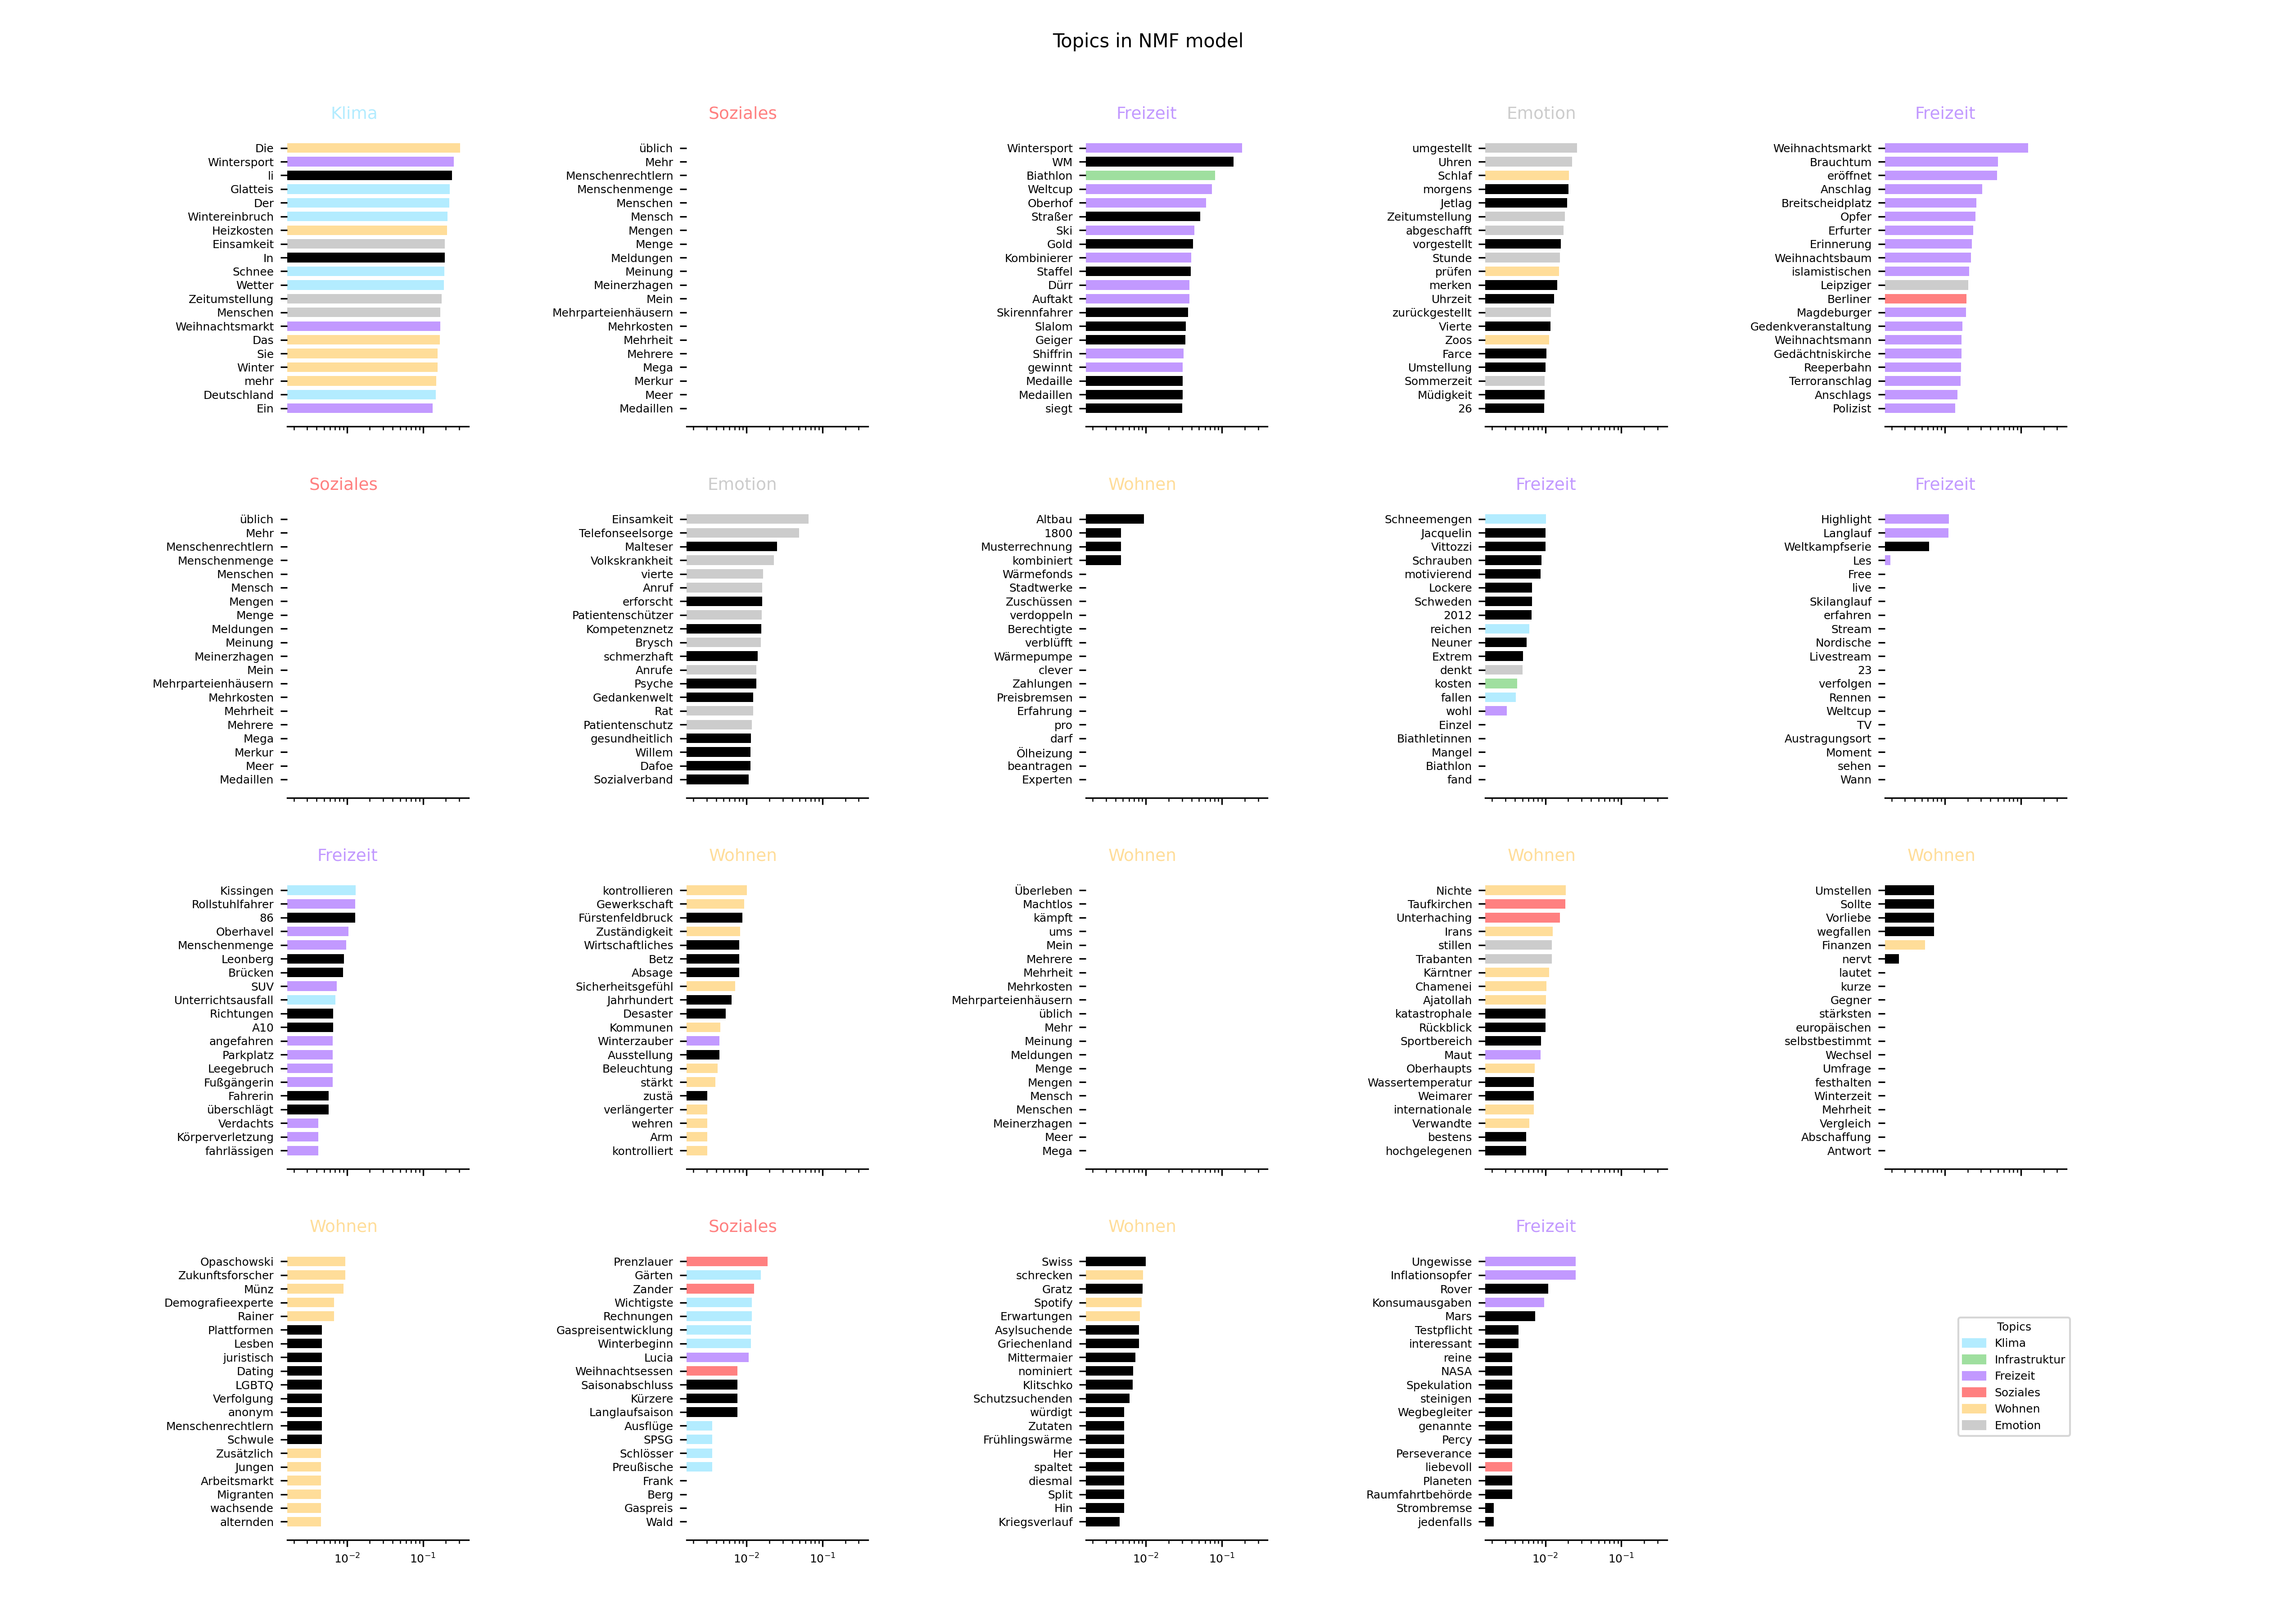 Topics in NMF model
Klima
Die
Wintersport
li
Glatteis
Der
Wintereinbruch
Heizkosten
Einsamkeit
In
Schnee
Wetter
Zeitumstellung
Menschen
Weihnachtsmarkt
Das
Sie
Winter
mehr
Deutschland
Ein
Soziales
üblich
Mehr
Menschenrechtlern
Menschenmenge
Menschen
Mensch
Mengen
Menge
Meldungen
Meinung
Meinerzhagen
Mein
Mehrparteienhäusern
Mehrkosten
Mehrheit
Mehrere
Mega
Merkur
Meer
Medaillen
Freizeit
Wintersport
WM
Biathlon
Weltcup
Oberhof
Straßer
Ski
Gold
Kombinierer
Staffel
Dürr
Auftakt
Skirennfahrer
Slalom
Geiger
Shiffrin
gewinnt
Medaille
Medaillen
siegt
Emotion
umgestellt
Uhren
Schlaf
morgens
Jetlag
Zeitumstellung
abgeschafft
vorgestellt
Stunde
prüfen
merken
Uhrzeit
zurückgestellt
Vierte
Zoos
Farce
Umstellung
Sommerzeit
Müdigkeit
26
Freizeit
Weihnachtsmarkt
Brauchtum
eröffnet
Anschlag
Breitscheidplatz
Opfer
Erfurter
Erinnerung
Weihnachtsbaum
islamistischen
Leipziger
Berliner
Magdeburger
Gedenkveranstaltung
Weihnachtsmann
Gedächtniskirche
Reeperbahn
Terroranschlag
Anschlags
Polizist
Soziales
üblich
Mehr
Menschenrechtlern
Menschenmenge
Menschen
Mensch
Mengen
Menge
Meldungen
Meinung
Meinerzhagen
Mein
Mehrparteienhäusern
Mehrkosten
Mehrheit
Mehrere
Mega
Merkur
Meer
Medaillen
Emotion
Einsamkeit
Telefonseelsorge
Malteser
Volkskrankheit
vierte
Anruf
erforscht
Patientenschützer
Kompetenznetz
Brysch
schmerzhaft
Anrufe
Psyche
Gedankenwelt
Rat
Patientenschutz
gesundheitlich
Willem
Dafoe
Sozialverband
Wohnen
Altbau
1800
Musterrechnung
kombiniert
Wärmefonds
Stadtwerke
Zuschüssen
verdoppeln
Berechtigte
verblüfft
Wärmepumpe
clever
Zahlungen
Preisbremsen
Erfahrung
pro
darf
Ölheizung
beantragen
Experten
Freizeit
Schneemengen
Jacquelin
Vittozzi
Schrauben
motivierend
Lockere
Schweden
2012
reichen
Neuner
Extrem
denkt
kosten
fallen
wohl
Einzel
Biathletinnen
Mangel
Biathlon
fand
Freizeit
Highlight
Langlauf
Weltkampfserie
Les
Free
live
Skilanglauf
erfahren
Stream
Nordische
Livestream
23
verfolgen
Rennen
Weltcup
TV
Austragungsort
Moment
sehen
Wann
Freizeit
Kissingen
Rollstuhlfahrer
86
Oberhavel
Menschenmenge
Leonberg
Brücken
SUV
Unterrichtsausfall
Richtungen
A10
angefahren
Parkplatz
Leegebruch
Fußgängerin
Fahrerin
überschlägt
Verdachts
Körperverletzung
fahrlässigen
Wohnen
kontrollieren
Gewerkschaft
Fürstenfeldbruck
Zuständigkeit
Wirtschaftliches
Betz
Absage
Sicherheitsgefühl
Jahrhundert
Desaster
Kommunen
Winterzauber
Ausstellung
Beleuchtung
stärkt
zustä
verlängerter
wehren
Arm
kontrolliert
Wohnen
Überleben
Machtlos
kämpft
ums
Mein
Mehrere
Mehrheit
Mehrkosten
Mehrparteienhäusern
üblich
Mehr
Meinung
Meldungen
Menge
Mengen
Mensch
Menschen
Meinerzhagen
Meer
Mega
Wohnen
Nichte
Taufkirchen
Unterhaching
Irans
stillen
Trabanten
Kärntner
Chamenei
Ajatollah
katastrophale
Rückblick
Sportbereich
Maut
Oberhaupts
Wassertemperatur
Weimarer
internationale
Verwandte
bestens
hochgelegenen
Wohnen
Umstellen
Sollte
Vorliebe
wegfallen
Finanzen
nervt
lautet
kurze
Gegner
stärksten
europäischen
selbstbestimmt
Wechsel
Umfrage
festhalten
Winterzeit
Mehrheit
Vergleich
Abschaffung
Antwort
Wohnen
Opaschowski
Zukunftsforscher
Münz
Demografieexperte
Rainer
Plattformen
Lesben
juristisch
Dating
LGBTQ
Verfolgung
anonym
Menschenrechtlern
Schwule
Zusätzlich
Jungen
Arbeitsmarkt
Migranten
wachsende
alternden
10⁻² 10⁻¹
Soziales
Prenzlauer
Gärten
Zander
Wichtigste
Rechnungen
Gaspreisentwicklung
Winterbeginn
Lucia
Weihnachtsessen
Saisonabschluss
Kürzere
Langlaufsaison
Ausflüge
SPSG
Schlösser
Preußische
Frank
Berg
Gaspreis
Wald
10⁻² 10⁻¹
Wohnen
Swiss
schrecken
Gratz
Spotify
Erwartungen
Asylsuchende
Griechenland
Mittermaier
nominiert
Klitschko
Schutzsuchenden
würdigt
Zutaten
Frühlingswärme
Her
spaltet
diesmal
Split
Hin
Kriegsverlauf
10⁻² 10⁻¹
Freizeit
Ungewisse
Inflationsopfer
Rover
Konsumausgaben
Mars
Testpflicht
interessant
reine
NASA
Spekulation
steinigen
Wegbegleiter
genannte
Percy
Perseverance
liebevoll
Planeten
Raumfahrtbehörde
Strombremse
jedenfalls
10⁻² 10⁻¹
Topics
Klima
Infrastruktur
Freizeit
Soziales
Wohnen
Emotion